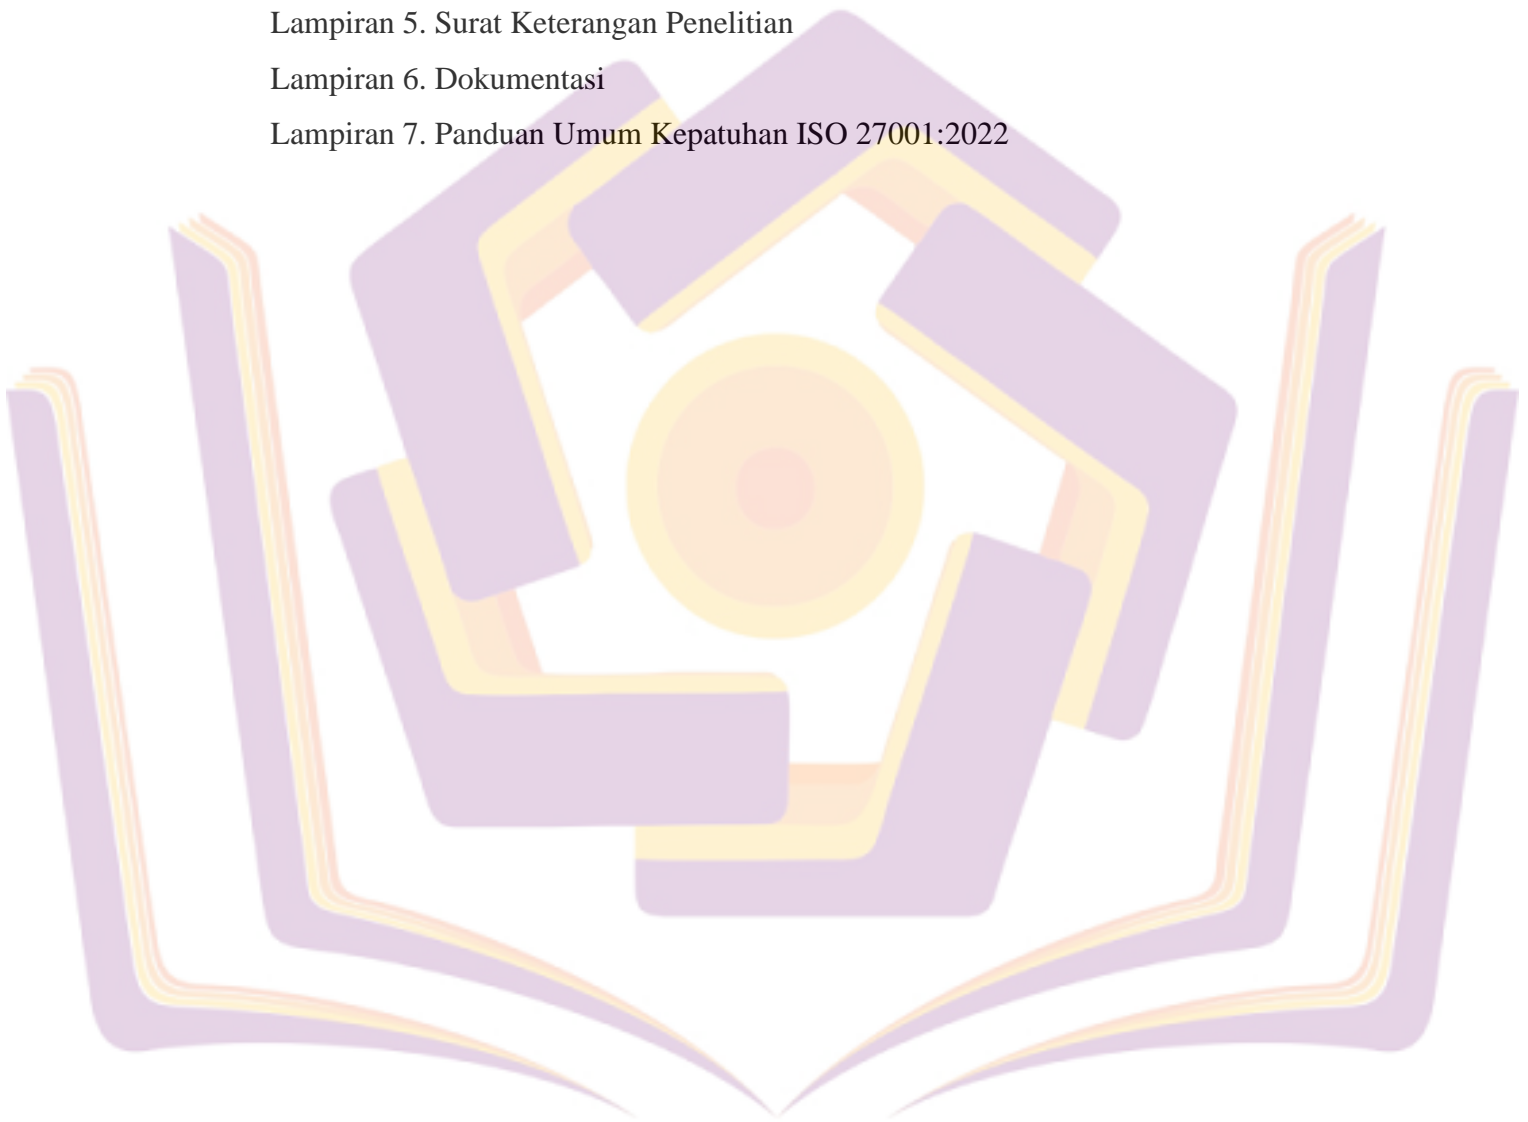 Lampiran 5. Surat Keterangan Penelitian
Lampiran 6. Dokumentasi
Lampiran 7. Panduan Umum Kepatuhan ISO 27001:2022